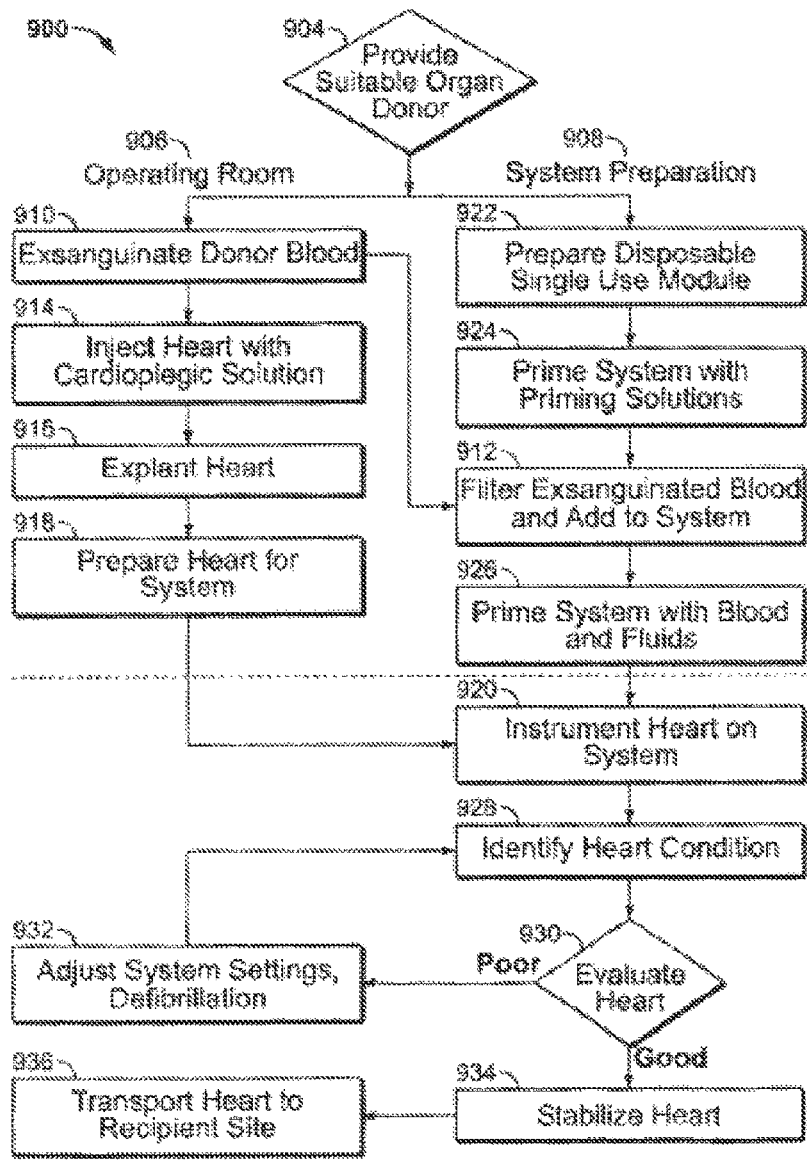 900
904
Provide
Suitable Organ
Donor
906
Operating Room
908
System Preparation
910
Exsanguinate Donor Blood
922
Prepare Disposable
Single Use Module
914
Inject Heart with
Cardioplegic Solution
924
Prime System with
Priming Solutions
916
Explant Heart
912
Filter Exsanguinated Blood
and Add to System
918
Prepare Heart for
System
926
Prime System with Blood
and Fluids
920
Instrument Heart on
System
928
Identify Heart Condition
932
Adjust System Settings,
Defibrillation
930
Poor
Evaluate
Heart
Good
936
Transport Heart to
Recipient Site
934
Stabilize Heart